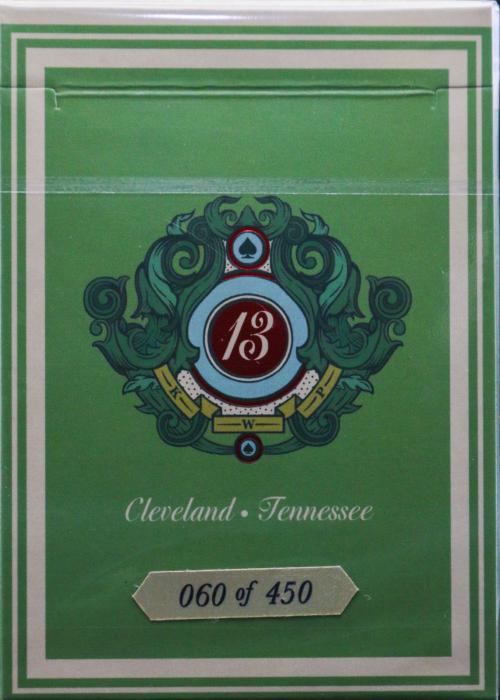 13
K W P
Cleveland • Tennessee
060 of 450